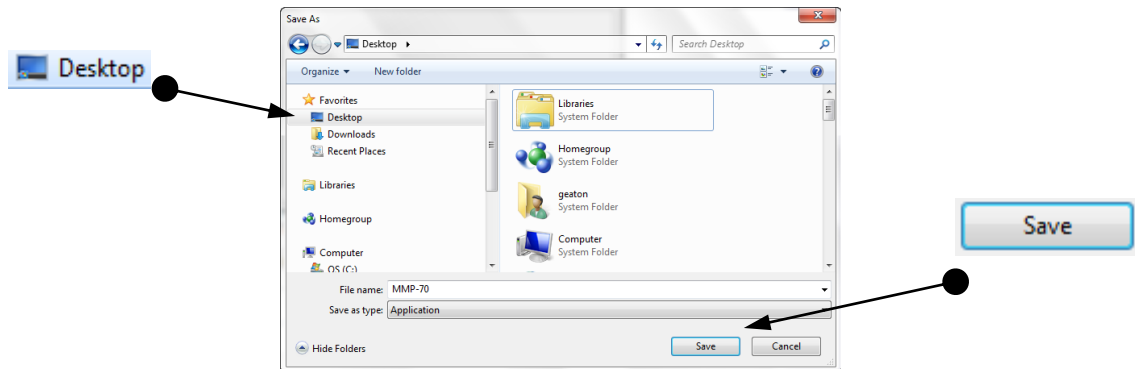 Save As
Desktop
Desktop
Search Desktop
Organize
New folder
Favorites
Desktop
Downloads
Recent Places
Libraries
Homegroup
Computer
OS (C:)
Libraries
System Folder
Homegroup
System Folder
geaton
System Folder
Computer
System Folder
Save
File name: MMP-70
Save as type: Application
Hide Folders
Save
Cancel